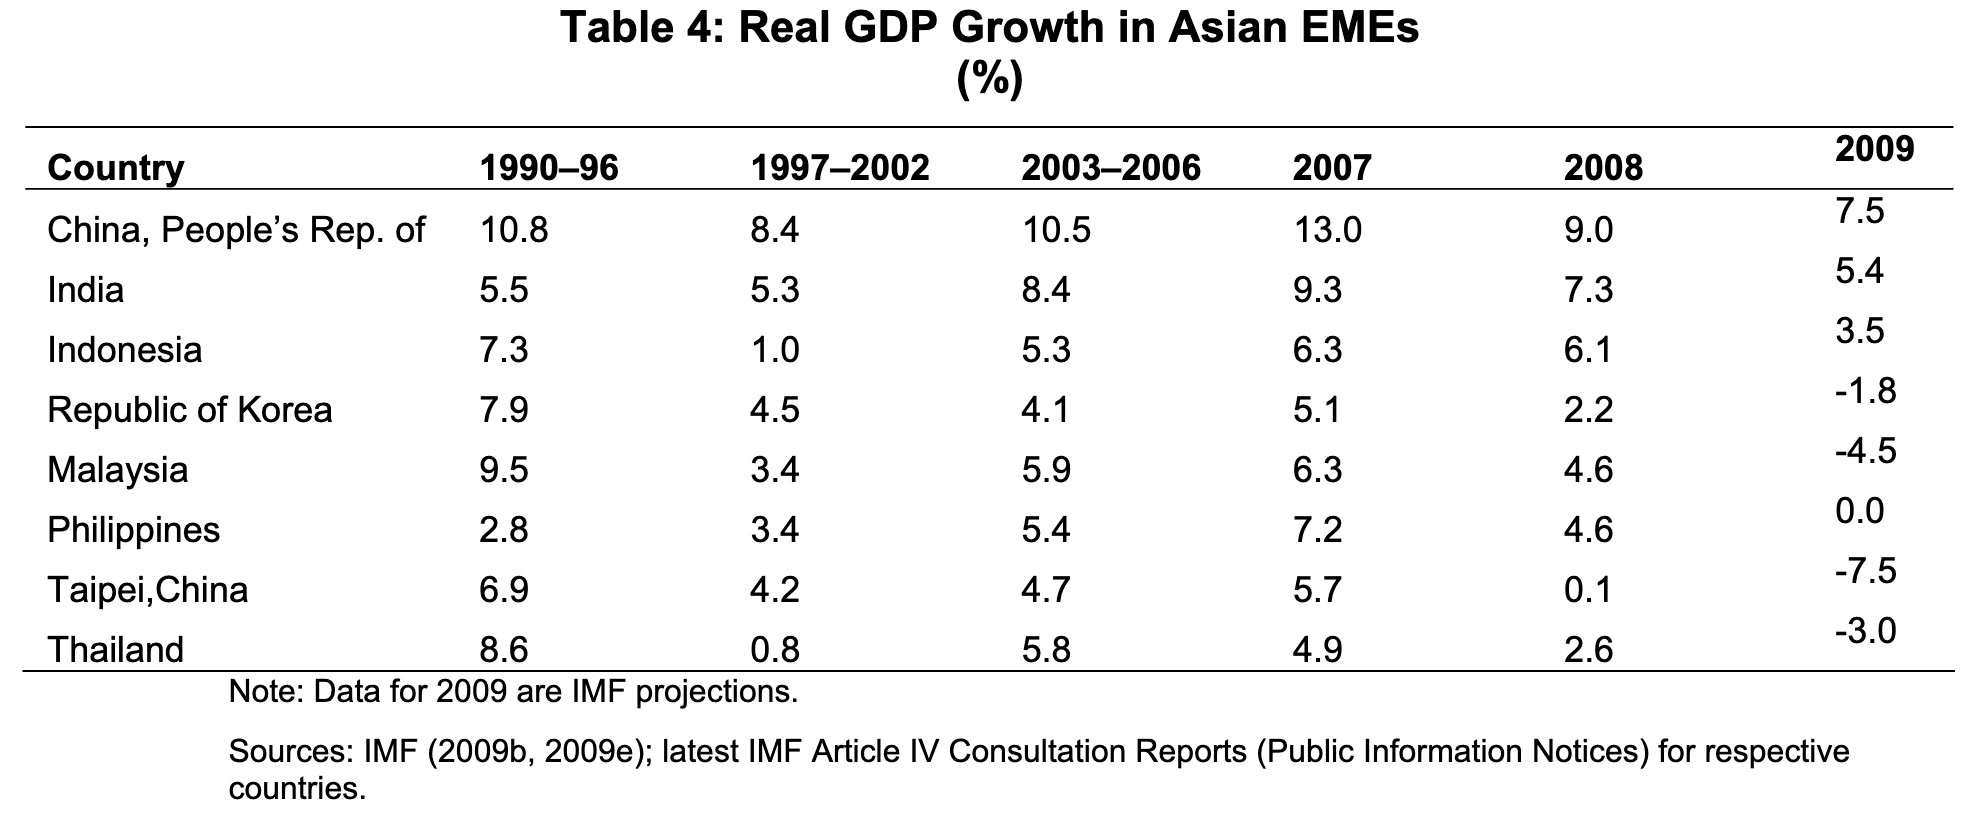 Table 4: Real GDP Growth in Asian EMEs
(%)
Country 1990–96 1997–2002 2003–2006 2007 2008 2009
China, People’s Rep. of 10.8 8.4 10.5 13.0 9.0 7.5
India 5.5 5.3 8.4 9.3 7.3 5.4
Indonesia 7.3 1.0 5.3 6.3 6.1 3.5
Republic of Korea 7.9 4.5 4.1 5.1 2.2 -1.8
Malaysia 9.5 3.4 5.9 6.3 4.6 -4.5
Philippines 2.8 3.4 5.4 7.2 4.6 0.0
Taipei,China 6.9 4.2 4.7 5.7 0.1 -7.5
Thailand 8.6 0.8 5.8 4.9 2.6 -3.0
Note: Data for 2009 are IMF projections.
Sources: IMF (2009b, 2009e); latest IMF Article IV Consultation Reports (Public Information Notices) for respective
countries.